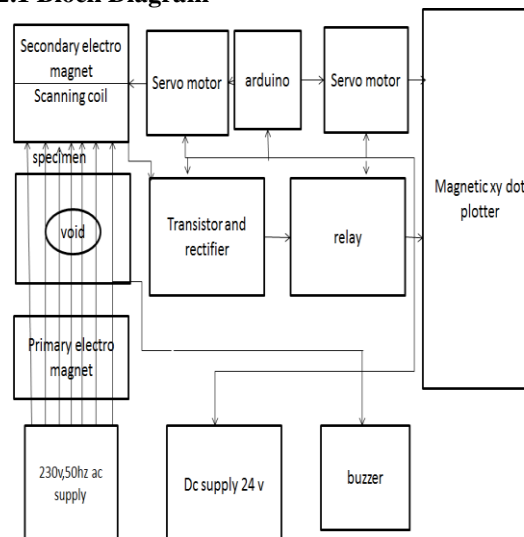 2.1 Block Diagram
Secondary electro
magnet
Scanning coil
Servo motor
arduino
Servo motor
Magnetic xy dot
plotter
specimen
void
Transistor and
rectifier
relay
Primary electro
magnet
230v,50hz ac
supply
Dc supply 24 v
buzzer